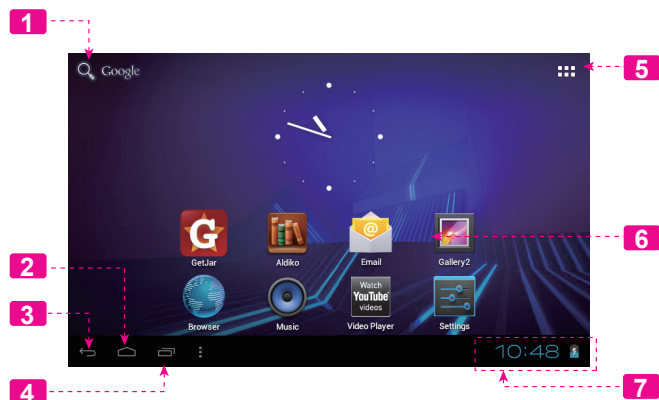 1
Google
5
G
@
GetJar Aldiko Email Gallery2
6
2
Watch
YouTube
videos
Browser Music Video Player Settings
3
10:48
4
7